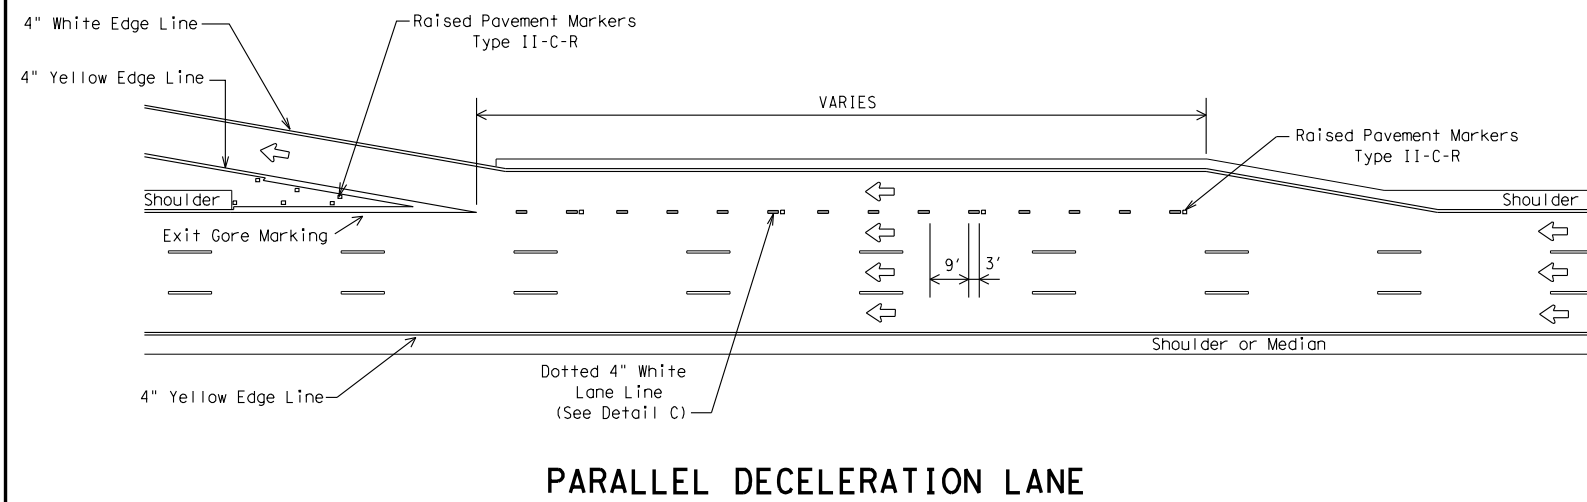 4" White Edge Line
Raised Pavement Markers
Type II-C-R
4" Yellow Edge Line
VARIES
Raised Pavement Markers
Type II-C-R
Shoulder
Shoulder
Exit Gore Marking
9'
3'
Shoulder or Median
Dotted 4" White
Lane Line
(See Detail C)
4" Yellow Edge Line
PARALLEL DECELERATION LANE